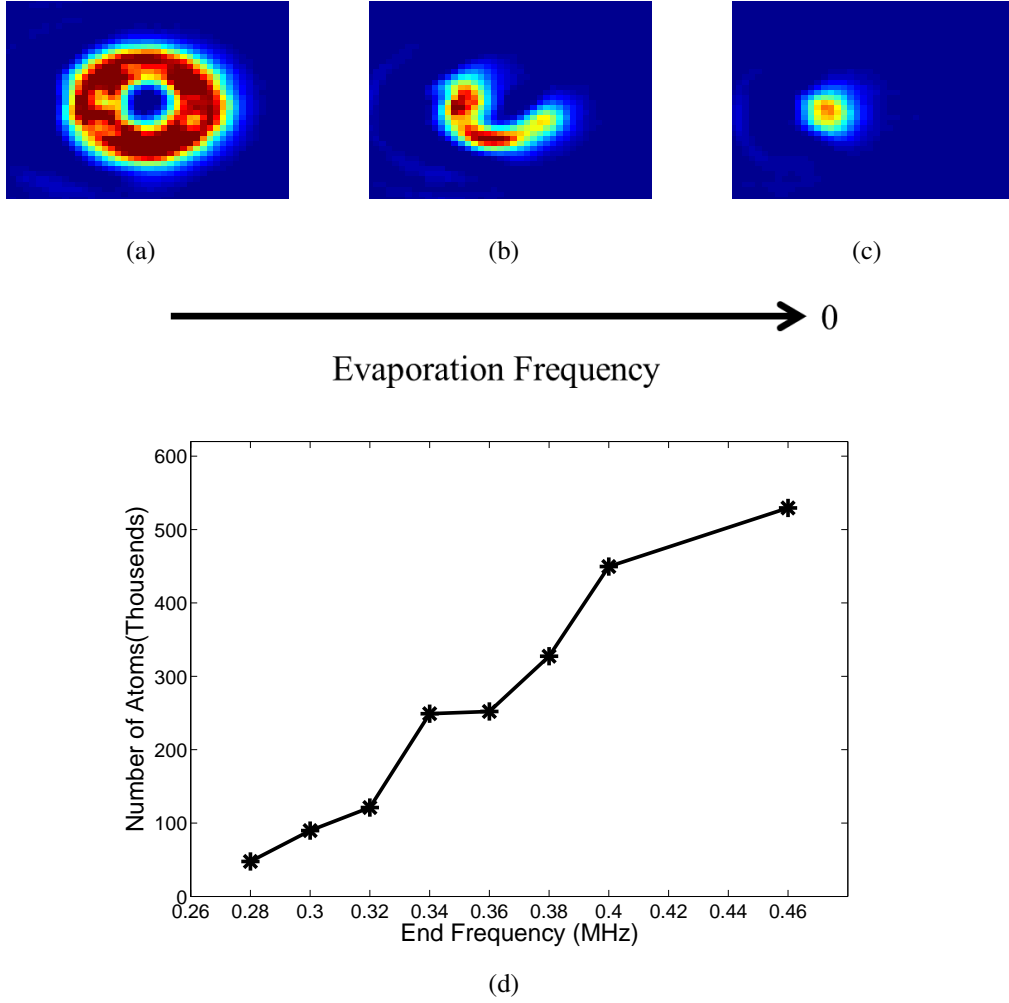 (a) (b) (c)
0
Evaporation Frequency
600
500
400
300
200
100
0
Number of Atoms(Thousends)
0.26 0.28 0.3 0.32 0.34 0.36 0.38 0.4 0.42 0.44 0.46
End Frequency (MHz)
(d)